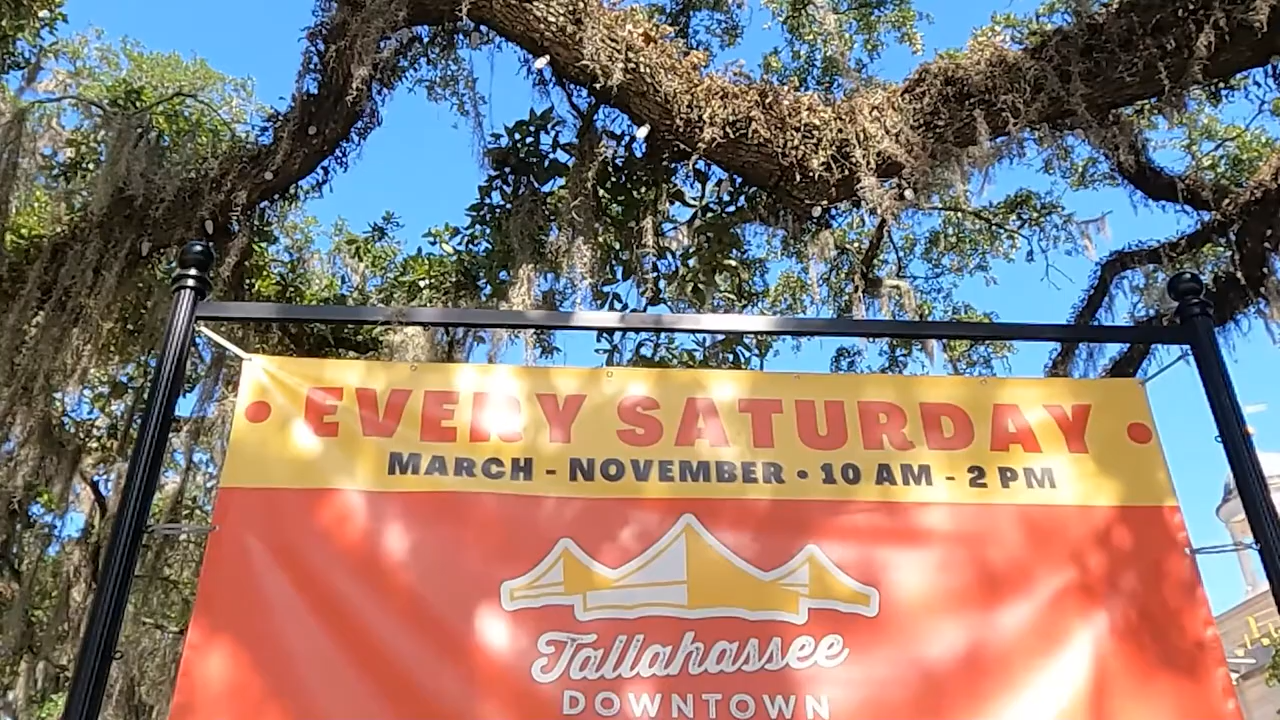 • EVERY SATURDAY •
MARCH - NOVEMBER • 10 AM - 2 PM
Tallahassee
DOWNTOWN